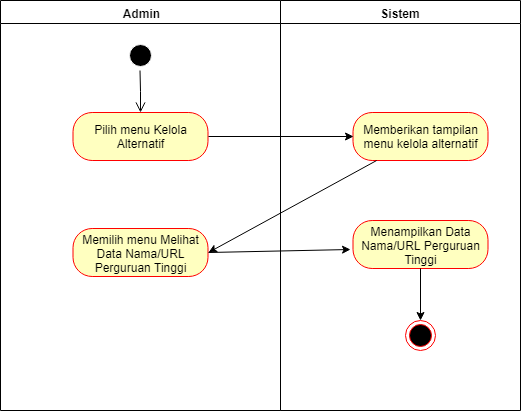 Admin
Sistem
Pilih menu Kelola
Alternatif
Memberikan tampilan
menu kelola alternatif
Memilih menu Melihat
Data Nama/URL
Perguruan Tinggi
Menampilkan Data
Nama/URL Perguruan
Tinggi